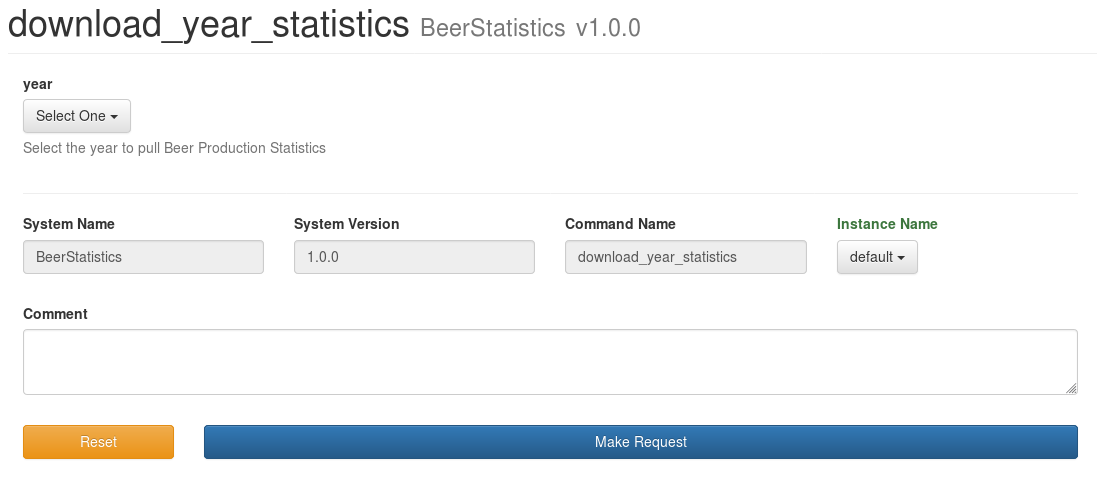 download_year_statistics BeerStatistics v1.0.0
year
Select One
Select the year to pull Beer Production Statistics
System Name System Version Command Name Instance Name
BeerStatistics 1.0.0 download_year_statistics default
Comment
Reset Make Request